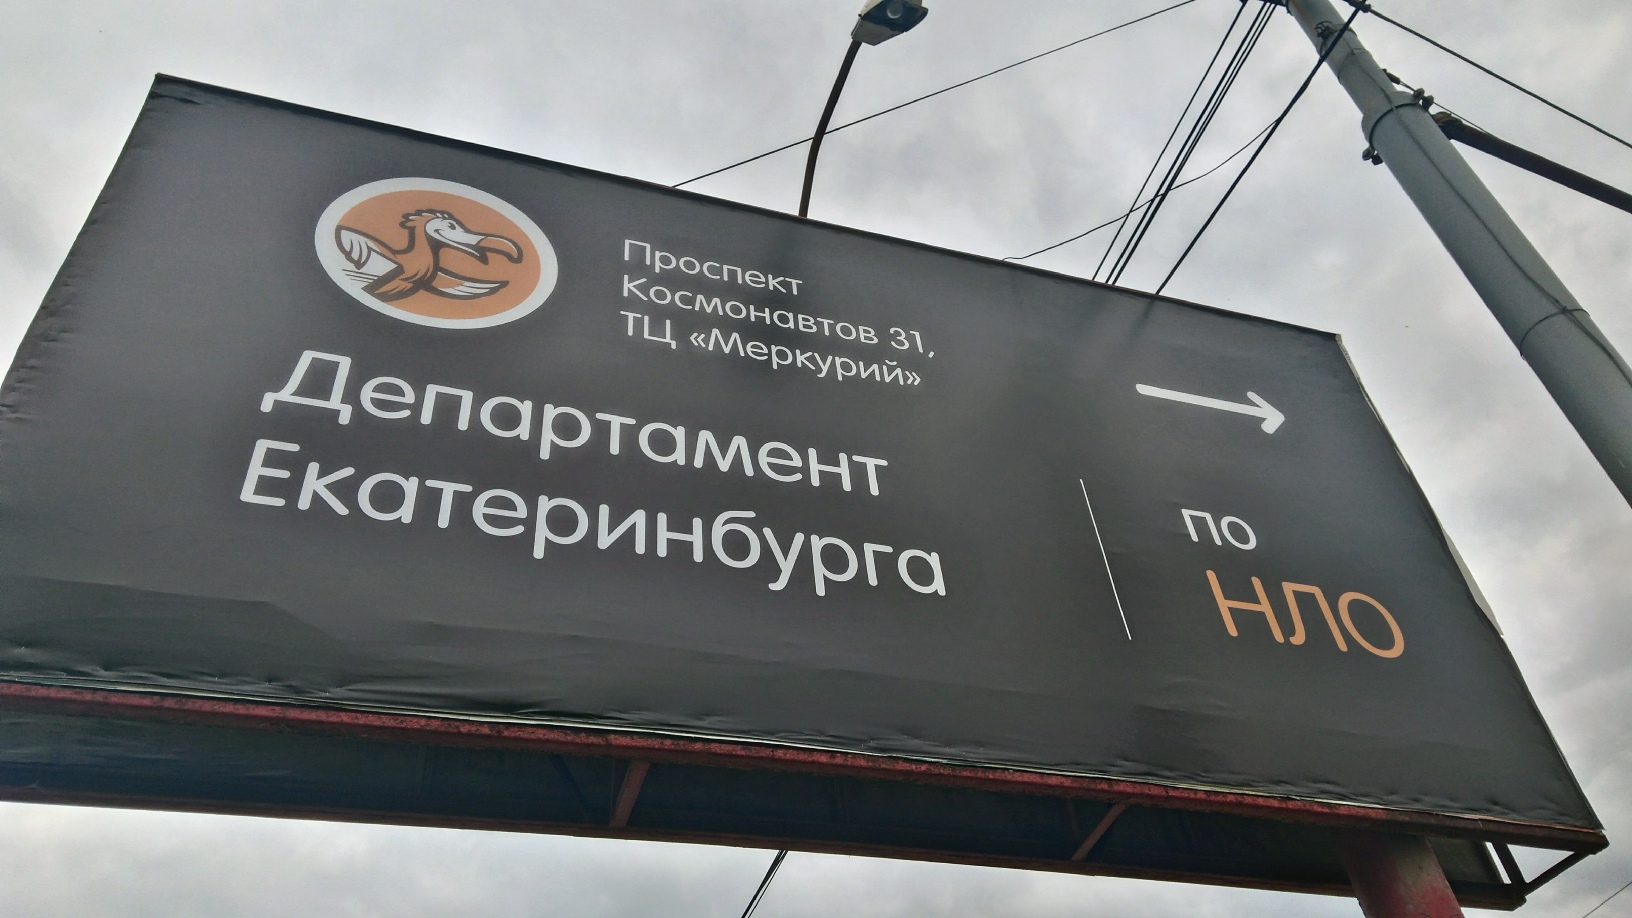 Проспект
Космонавтов 31,
ТЦ «Меркурий»
Департамент
Екатеринбурга
по
НЛО